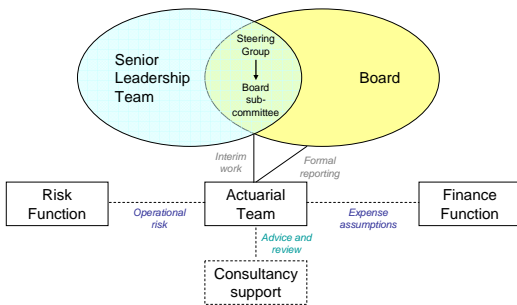 Steering
Group
Senior
Leadership
Team
Board
Board
sub-
committee
Interim
work
Formal
reporting
Risk
Function
Actuarial
Team
Finance
Function
Operational
risk
Expense
assumptions
Advice and
review
Consultancy
support